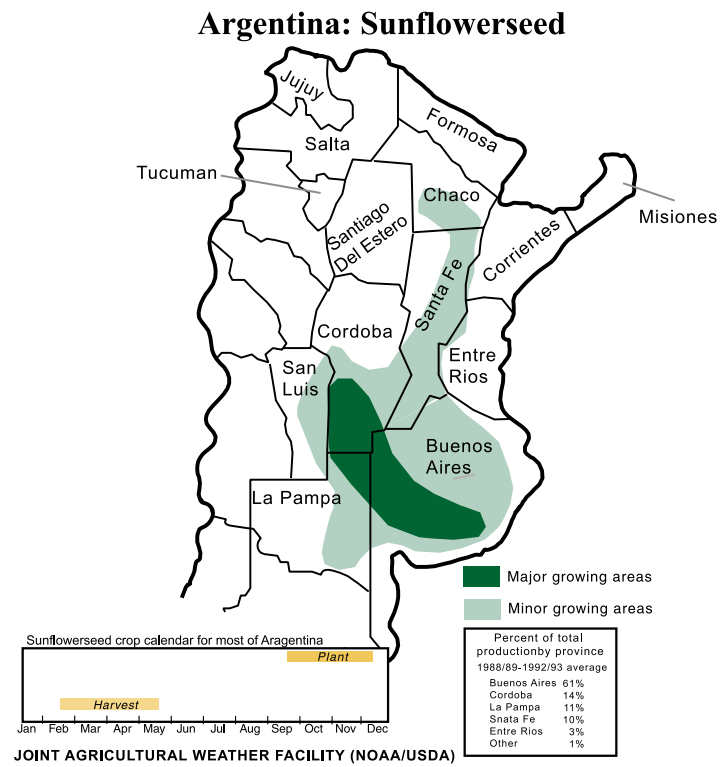 Argentina: Sunflowerseed
Jujuy
Formosa
Salta
Tucuman
Chaco
Misiones
Santiago
Del Estero
Corrientes
Santa Fe
Cordoba
Entre
Rios
San
Luis
Buenos
Aires
La Pampa
Major growing areas
Minor growing areas
Sunflowerseed crop calendar for most of Aragentina
Plant
Harvest
Jan Feb Mar Apr May Jun Jul Aug Sep Oct Nov Dec
Percent of total
productionby province
1988/89-1992/93 average
Buenos Aires 61%
Cordoba 14%
La Pampa 11%
Snata Fe 10%
Entre Rios 3%
Other 1%
JOINT AGRICULTURAL WEATHER FACILITY (NOAA/USDA)